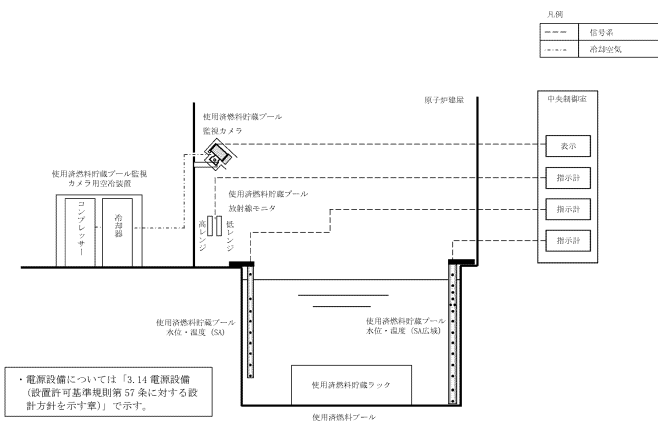 凡例
信号系
冷却空気
原子炉建屋
中央制御室
使用済燃料貯蔵プール
監視カメラ
表示
使用済燃料貯蔵プール監視
カメラ用空冷装置
指示計
使用済燃料貯蔵プール
放射線モニタ
コンプレッサー
冷却器
高レンジ
低レンジ
指示計
指示計
使用済燃料貯蔵プール
水位・温度 (SA)
使用済燃料貯蔵プール
水位・温度 (SA広域)
・電源設備については「3.14 電源設備
(設置許可基準規則第 57 条に対する設
計方針を示す章)」で示す。
使用済燃料貯蔵ラック
使用済燃料プール